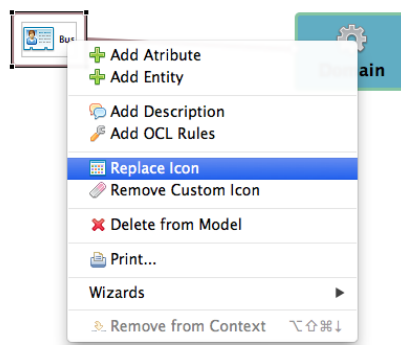 Bus
Domain
Add Atribute
Add Entity
Add Description
Add OCL Rules
Replace Icon
Remove Custom Icon
Delete from Model
Print...
Wizards
Remove from Context ⌥⇧⌘↓